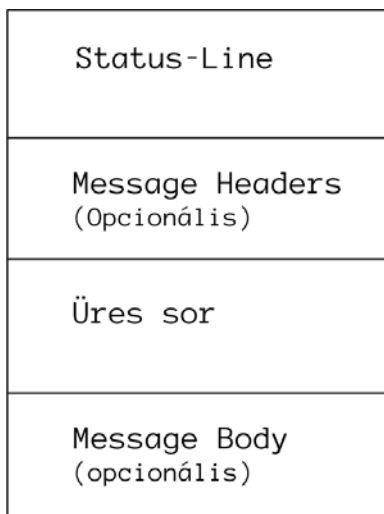 Status-Line
Message Headers
(Opcionális)
Üres sor
Message Body
(opcionális)